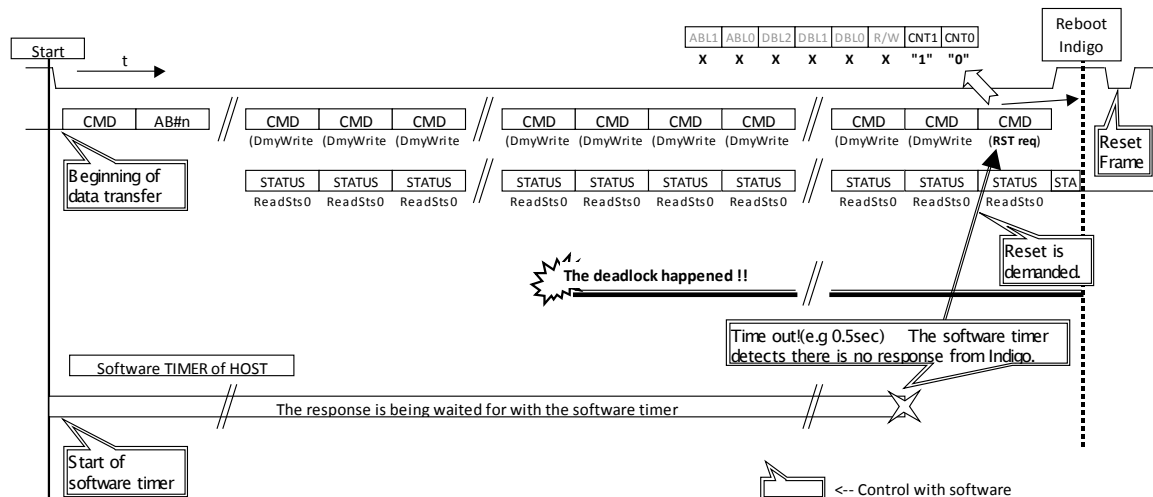 Reboot
Indigo
Start
t
ABL1 ABL0 DBL2 DBL1 DBL0 R/W CNT1 CNT0
X X X X X X "1" "0"
CMD AB#n CMD CMD CMD CMD CMD CMD CMD CMD CMD CMD
(DmyWrite (DmyWrite (DmyWrite (DmyWrite (DmyWrite (DmyWrite (DmyWrite (DmyWrite (DmyWrite (RST req)
Reset
Frame
Beginning of
data transfer
STATUS STATUS STATUS STATUS STATUS STATUS STATUS STATUS STATUS STATUS STA
ReadSts0 ReadSts0 ReadSts0 ReadSts0 ReadSts0 ReadSts0 ReadSts0 ReadSts0 ReadSts0 ReadSts0
Reset is
demanded.
The deadlock happened !!
Time out!(e.g 0.5sec) The software timer
detects there is no response from Indigo.
Software TIMER of HOST
The response is being waited for with the software timer
Start of
software timer
<-- Control with software